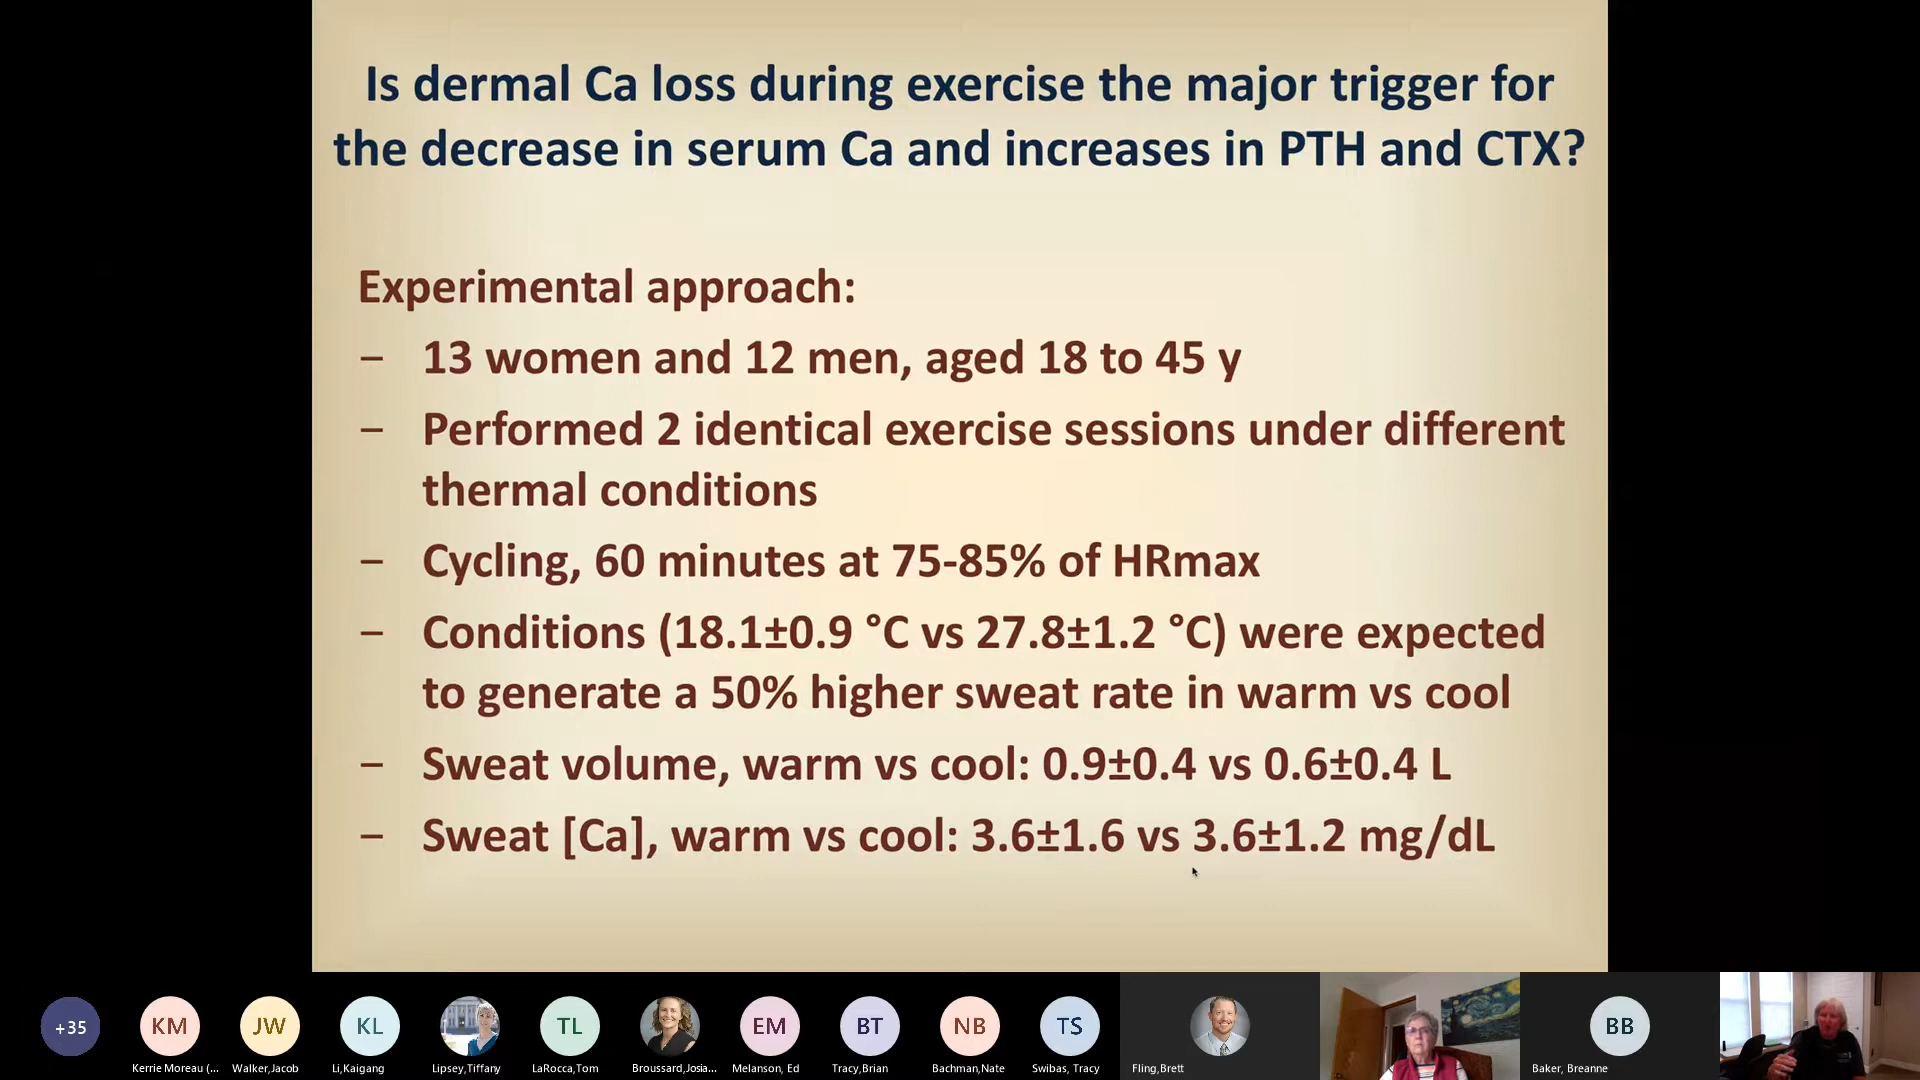 Is dermal Ca loss during exercise the major trigger for
the decrease in serum Ca and increases in PTH and CTX?
Experimental approach:
– 13 women and 12 men, aged 18 to 45 y
– Performed 2 identical exercise sessions under different
thermal conditions
– Cycling, 60 minutes at 75-85% of HRmax
– Conditions (18.1±0.9 °C vs 27.8±1.2 °C) were expected
to generate a 50% higher sweat rate in warm vs cool
– Sweat volume, warm vs cool: 0.9±0.4 vs 0.6±0.4 L
– Sweat [Ca], warm vs cool: 3.6±1.6 vs 3.6±1.2 mg/dL
+35 KM JW KL TL EM BT NB TS BB
Kerrie Moreau (... Walker,Jacob Li,Kaigang Lipsey,Tiffany LaRocca,Tom Broussard,Josia... Melanson, Ed Tracy,Brian Bachman,Nate Swibas, Tracy Fling,Brett Baker, Breanne